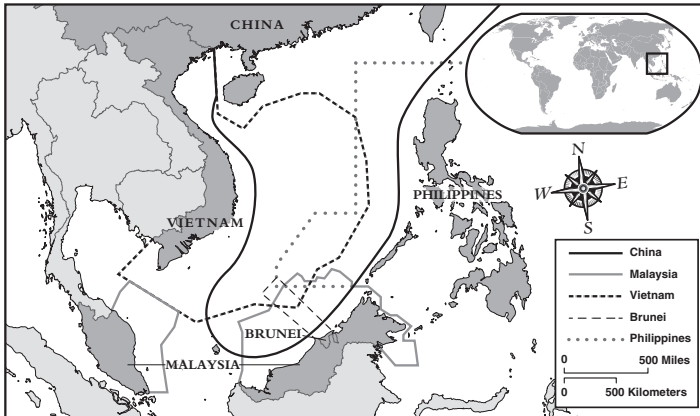 CHINA
VIETNAM
PHILIPPINES
BRUNEI
MALAYSIA
N
W E
S
China
Malaysia
Vietnam
Brunei
Philippines
0 500 Miles
0 500 Kilometers